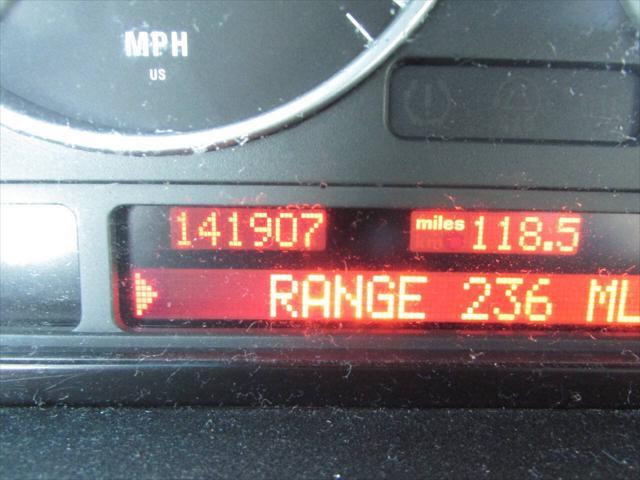 MPH
US
141907
miles 118.5
RANGE 236 ML